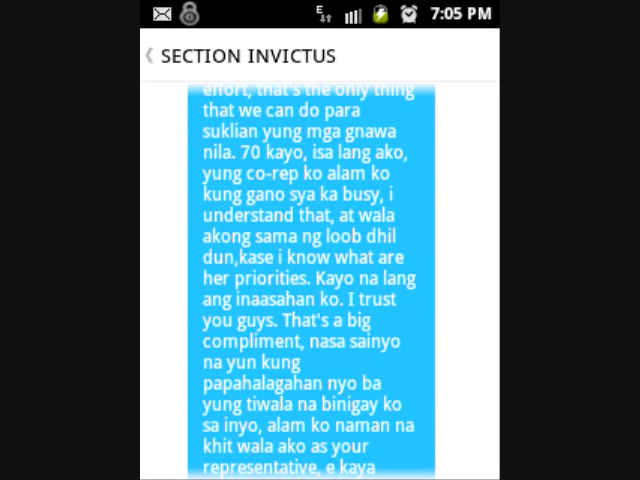 E
7:05 PM
SECTION INVICTUS
effort, that's the only thing
that we can do para
suklian yung mga gnawa
nila. 70 kayo, isa lang ako,
yung co-rep ko alam ko
kung gano sya ka busy, i
understand that, at wala
akong sama ng loob dhil
dun,kase i know what are
her priorities. Kayo na lang
ang inaasahan ko. I trust
you guys. That's a big
compliment, nasa sainyo
na yun kung
papahalagahan nyo ba
yung tiwala na binigay ko
sa inyo, alam ko naman na
khit wala ako as your
representative, e kaya